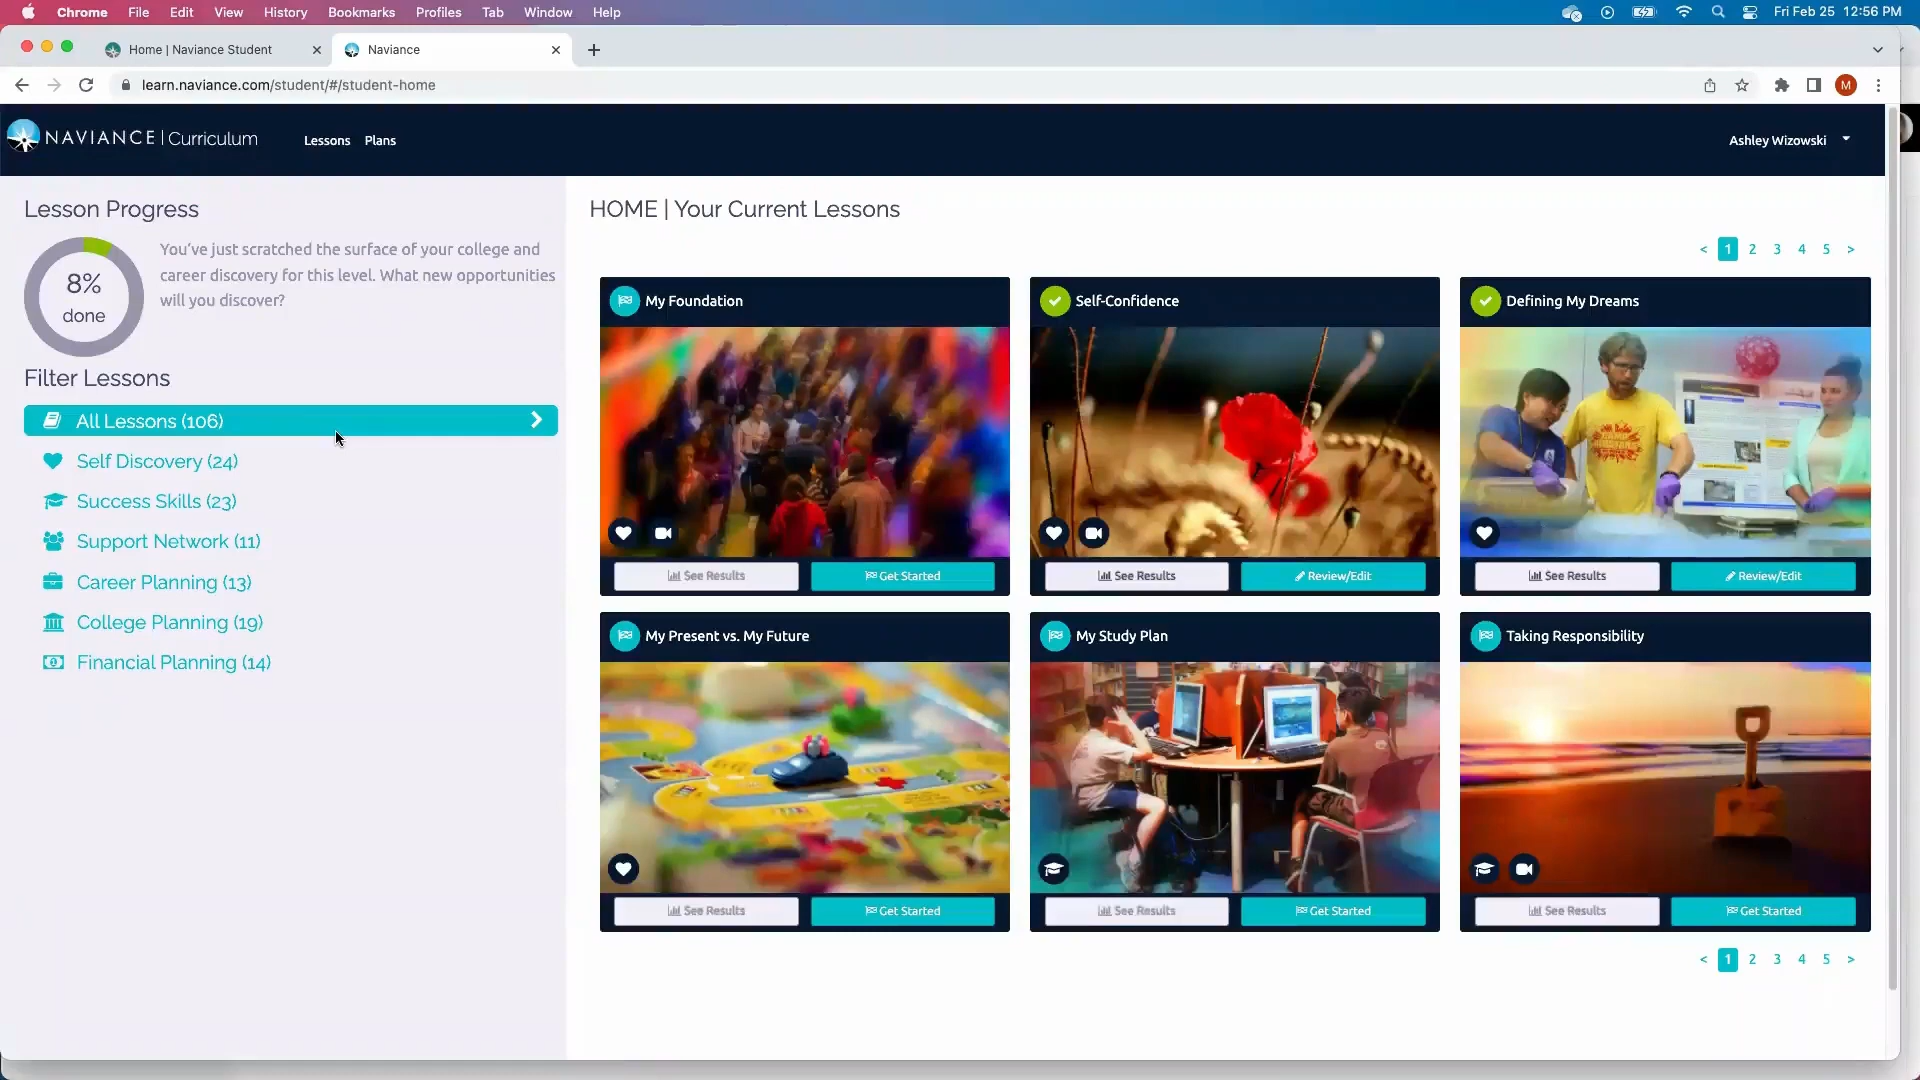 Chrome File Edit View History Bookmarks Profiles Tab Window Help Fri Feb 25 12:56 PM
Home | Naviance Student
Naviance
learn.naviance.com/student/#/student-home
M
NAVIANCE | Curriculum
Lessons Plans
Ashley Wizowski
Lesson Progress
8%
done
You've just scratched the surface of your college and
career discovery for this level. What new opportunities
will you discover?
Filter Lessons
All Lessons (106)
Self Discovery (24)
Success Skills (23)
Support Network (11)
Career Planning (13)
College Planning (19)
Financial Planning (14)
HOME | Your Current Lessons
< 1 2 3 4 5 >
My Foundation
See Results Get Started
Self-Confidence
See Results Review/Edit
Defining My Dreams
See Results Review/Edit
My Present vs. My Future
See Results Get Started
My Study Plan
See Results Get Started
Taking Responsibility
See Results Get Started
< 1 2 3 4 5 >